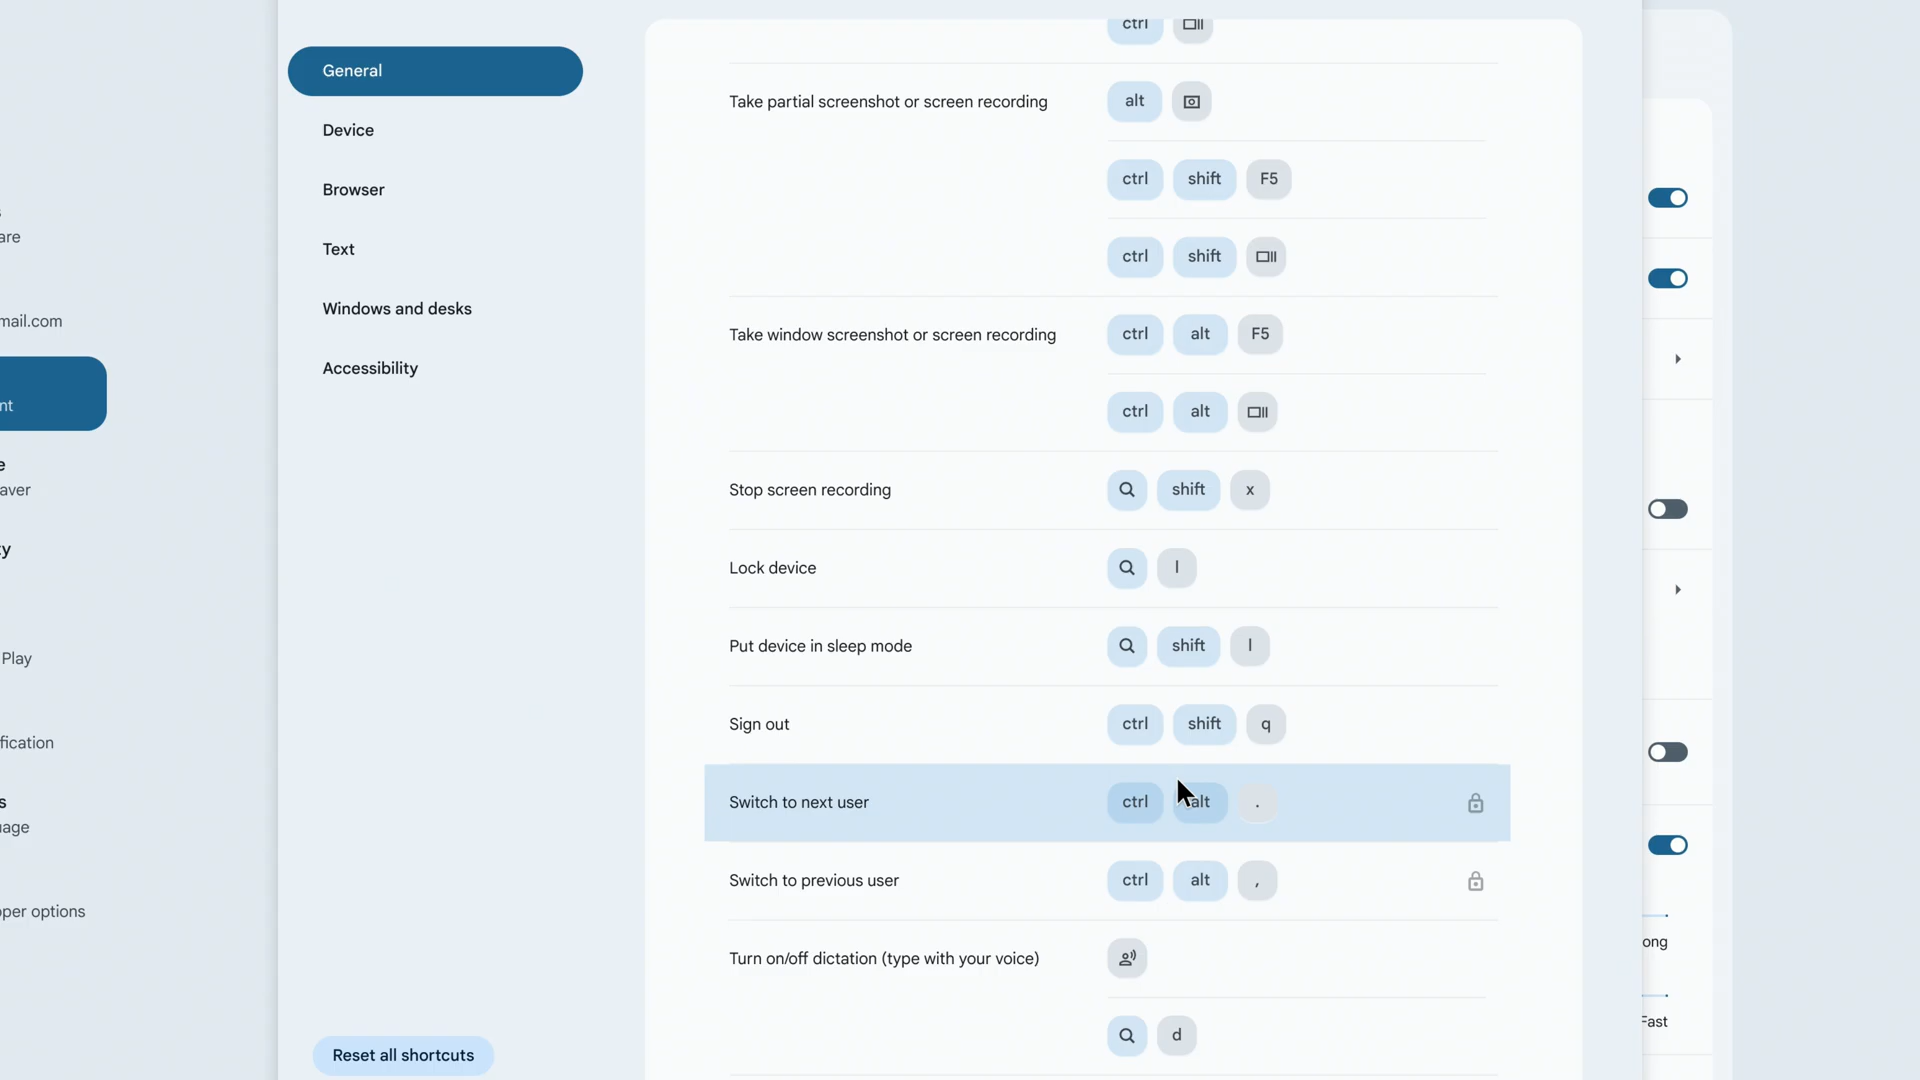 ctrl
General
Take partial screenshot or screen recording alt
Device
ctrl shift F5
Browser
Text
ctrl shift
Windows and desks
Take window screenshot or screen recording ctrl alt F5
Accessibility
ctrl alt
Stop screen recording shift x
Lock device l
Put device in sleep mode shift l
Sign out ctrl shift q
Switch to next user ctrl alt .
Switch to previous user ctrl alt ,
Turn on/off dictation (type with your voice)
d
Reset all shortcuts
s
are
mail.com
nt
e
aver
y
Play
fication
s
uage
per options
ong
Fast